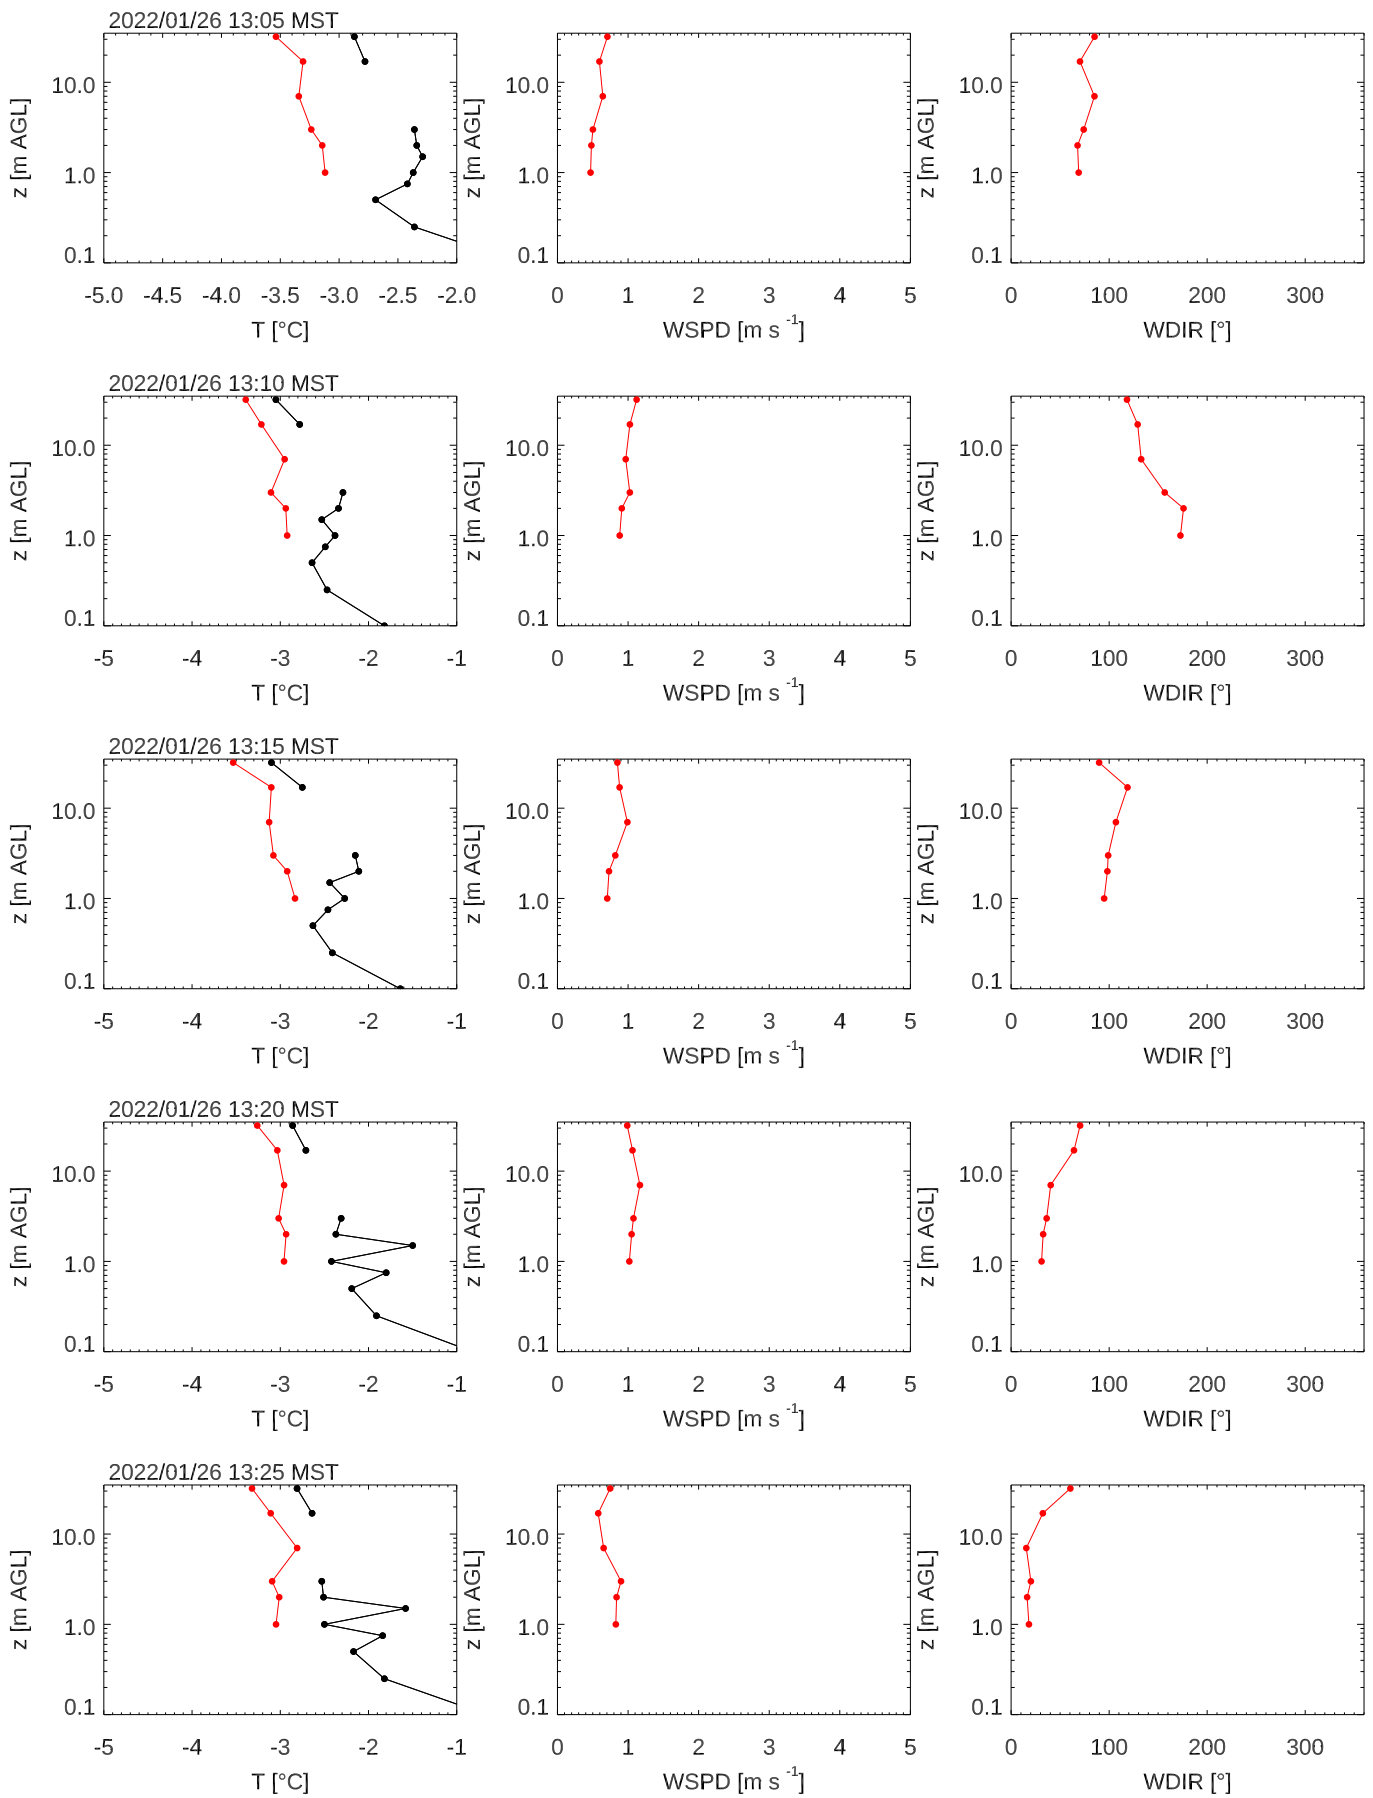 2022/01/26 13:05 MST
z [m AGL]
10.0
1.0
0.1
-5.0 -4.5 -4.0 -3.5 -3.0 -2.5 -2.0
T [°C]
z [m AGL]
10.0
1.0
0.1
0 1 2 3 4 5
WSPD [m s -1]
z [m AGL]
10.0
1.0
0.1
0 100 200 300
WDIR [°]
2022/01/26 13:10 MST
z [m AGL]
10.0
1.0
0.1
-5 -4 -3 -2 -1
T [°C]
z [m AGL]
10.0
1.0
0.1
0 1 2 3 4 5
WSPD [m s -1]
z [m AGL]
10.0
1.0
0.1
0 100 200 300
WDIR [°]
2022/01/26 13:15 MST
z [m AGL]
10.0
1.0
0.1
-5 -4 -3 -2 -1
T [°C]
z [m AGL]
10.0
1.0
0.1
0 1 2 3 4 5
WSPD [m s -1]
z [m AGL]
10.0
1.0
0.1
0 100 200 300
WDIR [°]
2022/01/26 13:20 MST
z [m AGL]
10.0
1.0
0.1
-5 -4 -3 -2 -1
T [°C]
z [m AGL]
10.0
1.0
0.1
0 1 2 3 4 5
WSPD [m s -1]
z [m AGL]
10.0
1.0
0.1
0 100 200 300
WDIR [°]
2022/01/26 13:25 MST
z [m AGL]
10.0
1.0
0.1
-5 -4 -3 -2 -1
T [°C]
z [m AGL]
10.0
1.0
0.1
0 1 2 3 4 5
WSPD [m s -1]
z [m AGL]
10.0
1.0
0.1
0 100 200 300
WDIR [°]